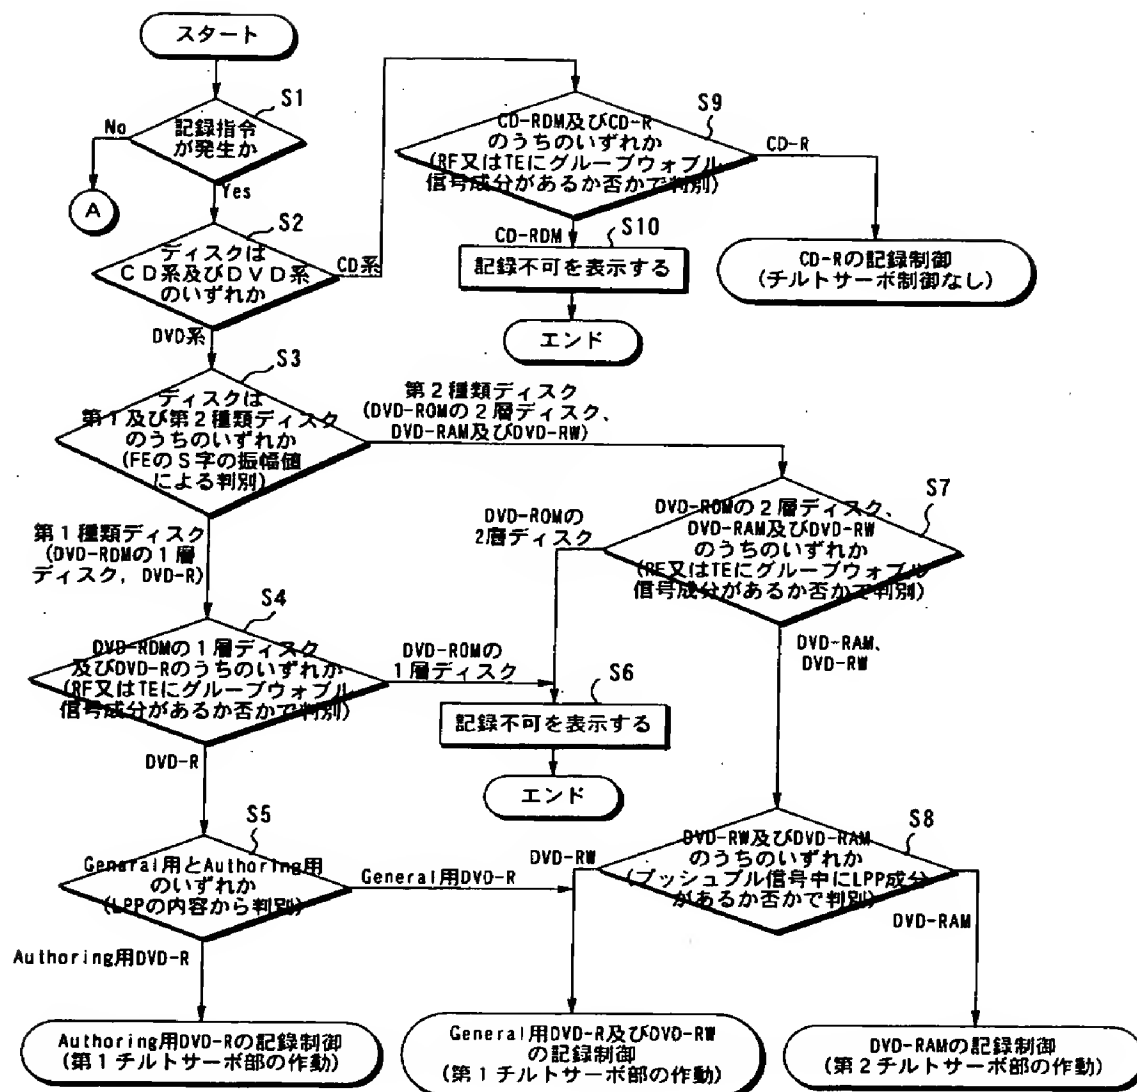 スタート
S1
記録指令
が発生か
No
A
Yes
S2
ディスクは
CD系及びDVD系
のいずれか
CD系
DVD系
S9
CD-RDM及びCD-R
のうちのいずれか
(RF又はTEにグルーブウォブル
信号成分があるか否かで判別)
CD-R
CD-RDM
S10
記録不可を表示する
エンド
CD-Rの記録制御
(チルトサーボ制御なし)
S3
ディスクは
第1及び第2種類ディスク
のうちのいずれか
(FEのS字の振幅値
による判別)
第2種類ディスク
(DVD-ROMの2層ディスク、
DVD-RAM及びDVD-RW)
第1種類ディスク
(DVD-RDMの1層
ディスク, DVD-R)
S7
DVD-ROMの2層ディスク、
DVD-RAM及びDVD-RW
のうちのいずれか
(RF又はTEにグルーブウォブル
信号成分があるか否かで判別)
DVD-ROMの
2層ディスク
DVD-RAM、
DVD-RW
S4
DVD-RDMの1層ディスク
及びDVD-Rのうちのいずれか
(RF又はTEにグルーブウォブル
信号成分があるか否かで判別)
DVD-ROMの
1層ディスク
S6
記録不可を表示する
エンド
DVD-R
S5
General用とAuthoring用
のいずれか
(LPPの内容から判別)
General用DVD-R
Authoring用DVD-R
S8
DVD-RW及びDVD-RAM
のうちのいずれか
(プッシュプル信号中にLPP成分
があるか否かで判別)
DVD-RW
DVD-RAM
Authoring用DVD-Rの記録制御
(第1チルトサーボ部の作動)
General用DVD-R及びDVD-RW
の記録制御
(第1チルトサーボ部の作動)
DVD-RAMの記録制御
(第2チルトサーボ部の作動)